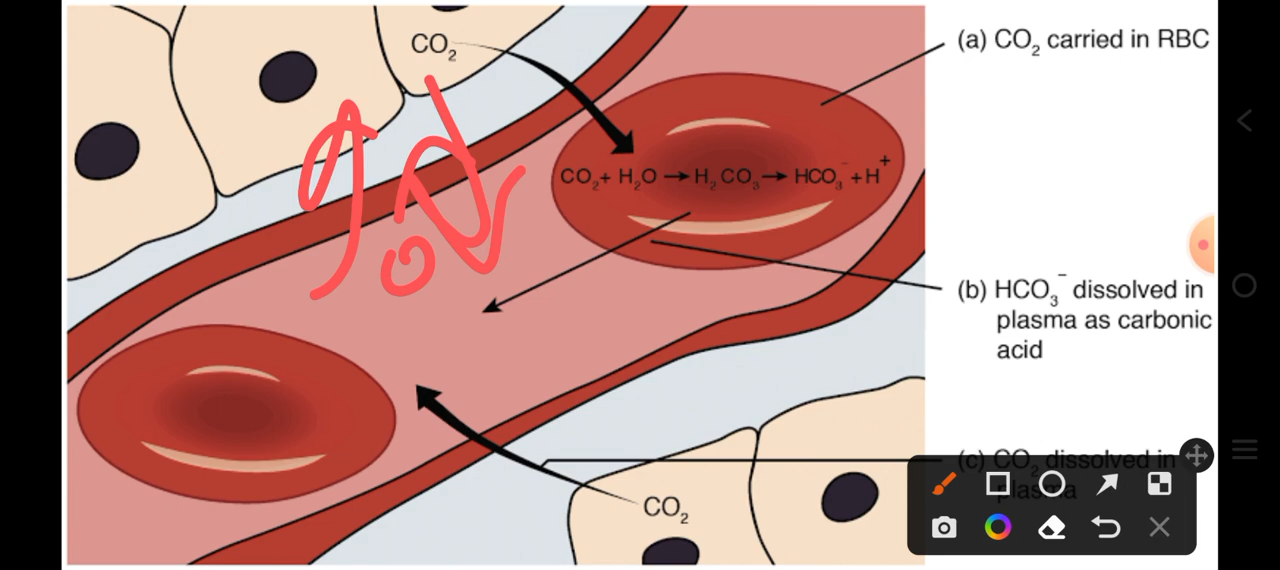 CO₂
(a) CO₂ carried in RBC
CO₂+ H₂O → H₂CO₃ → HCO₃⁻ + H⁺
(b) HCO₃⁻ dissolved in
plasma as carbonic
acid
(c) CO₂ dissolved in
plasma
CO₂